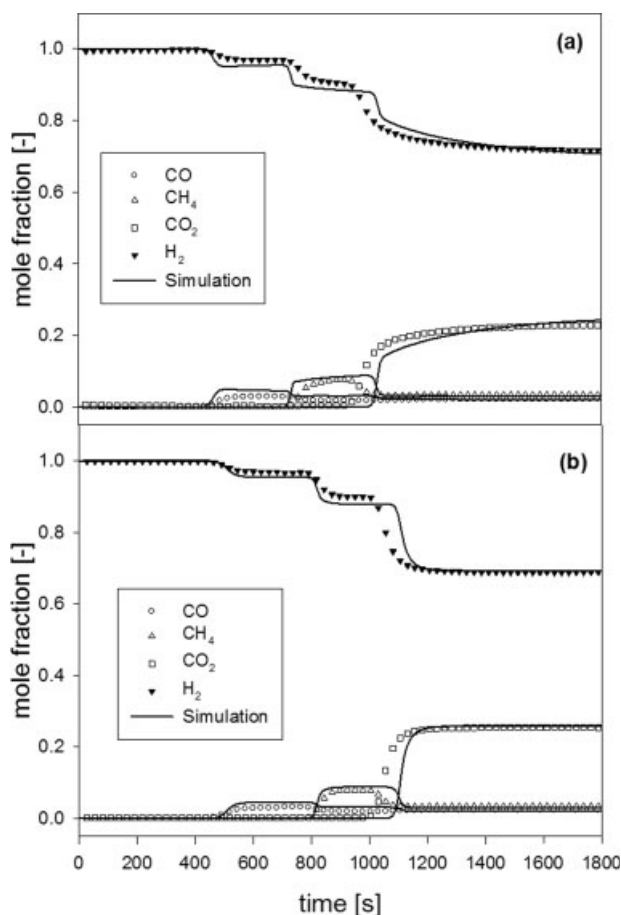 (a)
mole fraction [-]
1.0
0.8
0.6
0.4
0.2
0.0
CO
CH4
CO2
H2
Simulation
(b)
mole fraction [-]
1.0
0.8
0.6
0.4
0.2
0.0
CO
CH4
CO2
H2
Simulation
0 200 400 600 800 1000 1200 1400 1600 1800
time [s]